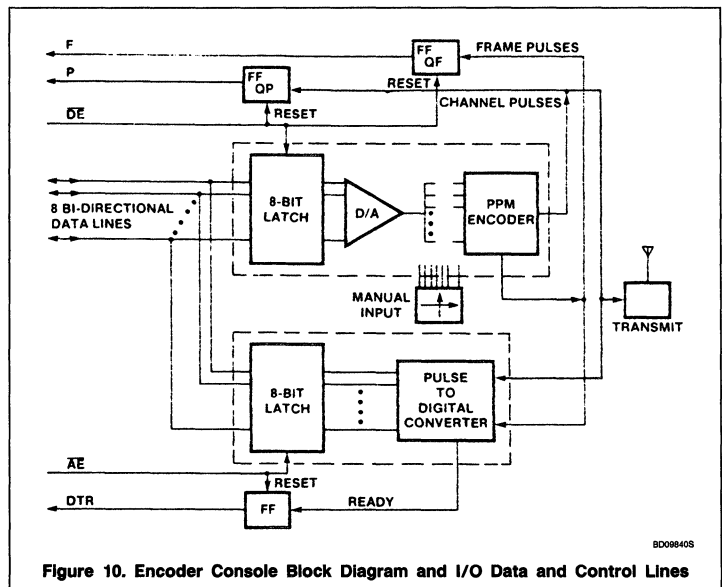 F
FF
QF
FRAME PULSES
P
FF
QP
RESET
CHANNEL PULSES
DE
RESET
8 BI-DIRECTIONAL
DATA LINES
8-BIT
LATCH
D/A
PPM
ENCODER
MANUAL
INPUT
TRANSMIT
8-BIT
LATCH
PULSE
TO
DIGITAL
CONVERTER
AE
RESET
DTR
FF
READY
BD09840S
Figure 10. Encoder Console Block Diagram and I/O Data and Control Lines